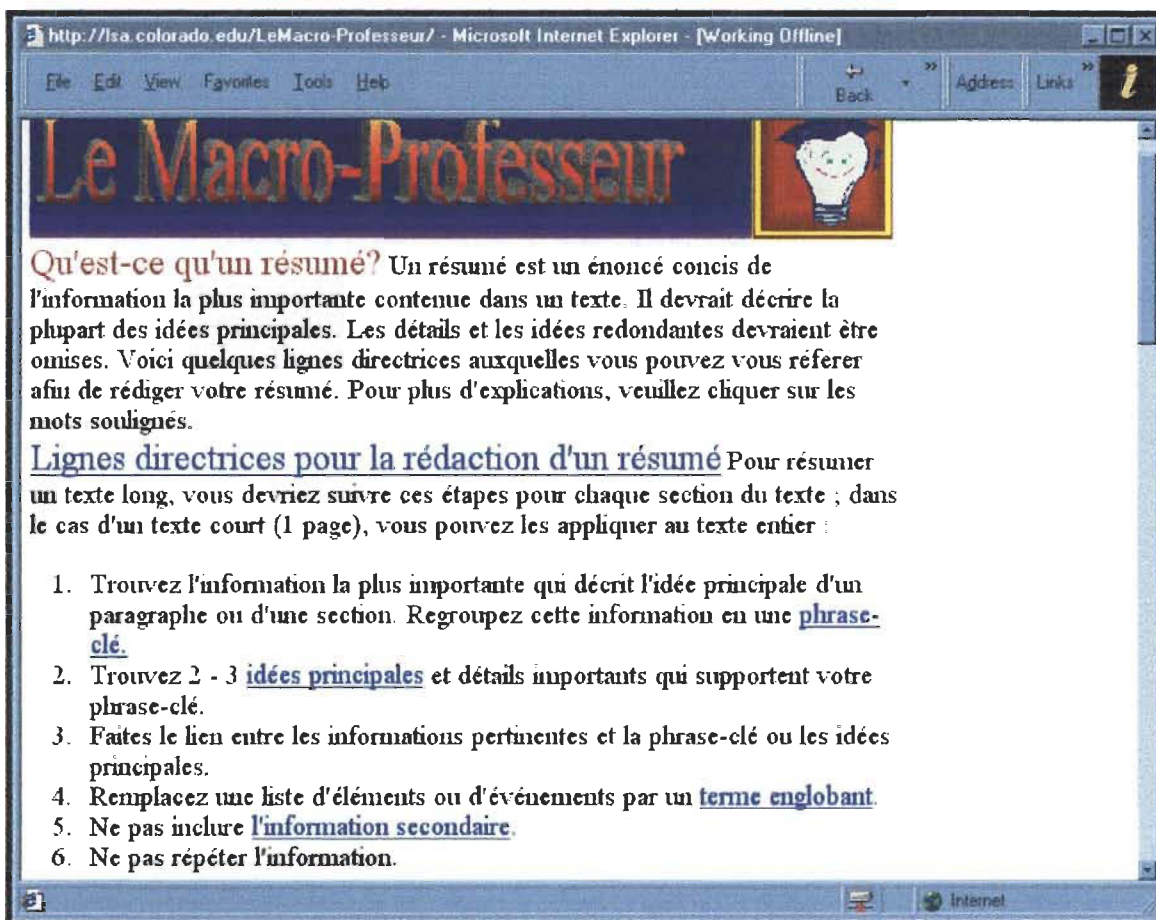 http://lsa.colorado.edu/LeMacro-Professeur/ - Microsoft Internet Explorer - [Working Offline]
File Edit View Favorites Tools Help Back » Address Links »
Le Macro-Professeur
Qu'est-ce qu'un résumé? Un résumé est un énoncé concis de
l'information la plus importante contenue dans un texte. Il devrait décrire la
plupart des idées principales. Les détails et les idées redondantes devraient être
omises. Voici quelques lignes directrices auxquelles vous pouvez vous réferer
afin de rédiger votre résumé. Pour plus d'explications, veuillez cliquer sur les
mots soulignés.
Lignes directrices pour la rédaction d'un résumé Pour résumer
un texte long, vous devriez suivre ces étapes pour chaque section du texte ; dans
le cas d'un texte court (1 page), vous pouvez les appliquer au texte entier :
1. Trouvez l'information la plus importante qui décrit l'idée principale d'un
paragraphe ou d'une section. Regroupez cette information en une phrase-
clé.
2. Trouvez 2 - 3 idées principales et détails importants qui supportent votre
phrase-clé.
3. Faites le lien entre les informations pertinentes et la phrase-clé ou les idées
principales.
4. Remplacez une liste d'éléments ou d'événements par un terme englobant.
5. Ne pas inclure l'information secondaire.
6. Ne pas répéter l'information.
Internet